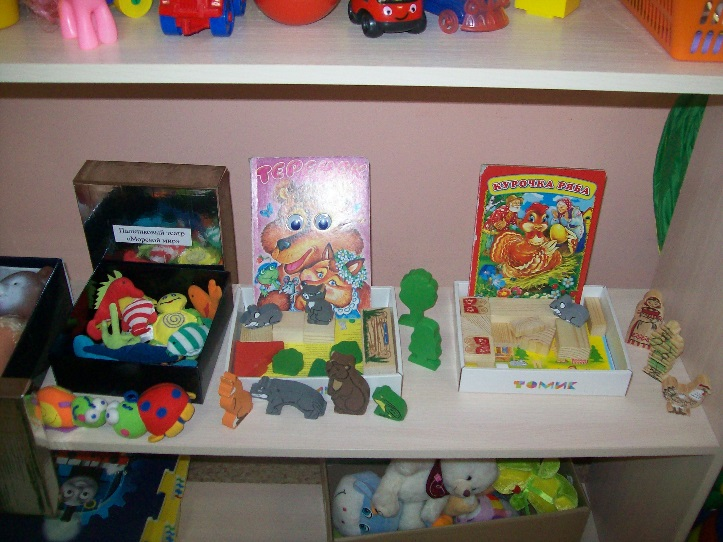 Пальчиковый театр
«Морской мир»
ТЕРЕМОК
КУРОЧКА РЯБА
ТОМИК